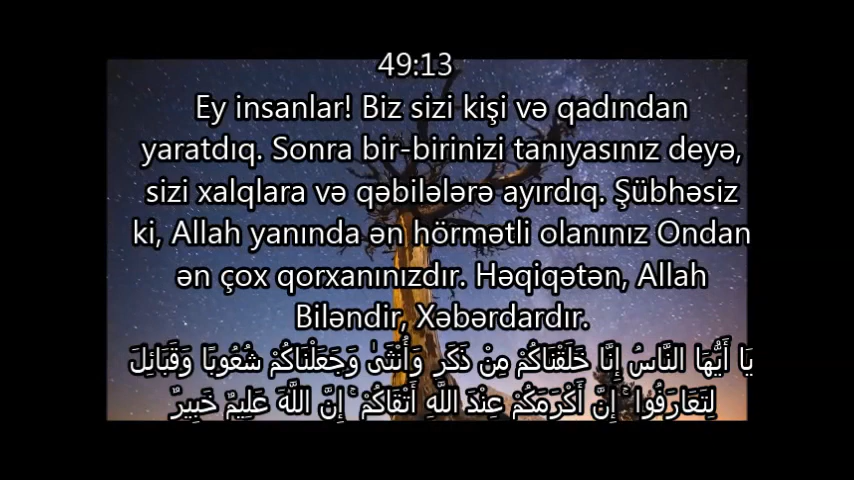 49:13
Ey insanlar! Biz sizi kişi və qadından
yaratdıq. Sonra bir-birinizi tanıyasınız deyə,
sizi xalqlara və qəbilələrə ayırdıq. Şübhəsiz
ki, Allah yanında ən hörmətli olanınız Ondan
ən çox qorxanınızdır. Həqiqətən, Allah
Biləndir, Xəbərdardır.
يَا أَيُّهَا النَّاسُ إِنَّا خَلَقْنَاكُمْ مِنْ ذَكَرٍ وَأُنْثَىٰ وَجَعَلْنَاكُمْ شُعُوبًا وَقَبَائِلَ
لِتَعَارَفُوا ۚ إِنَّ أَكْرَمَكُمْ عِنْدَ اللَّهِ أَتْقَاكُمْ ۚ إِنَّ اللَّهَ عَلِيمٌ خَبِيرٌ